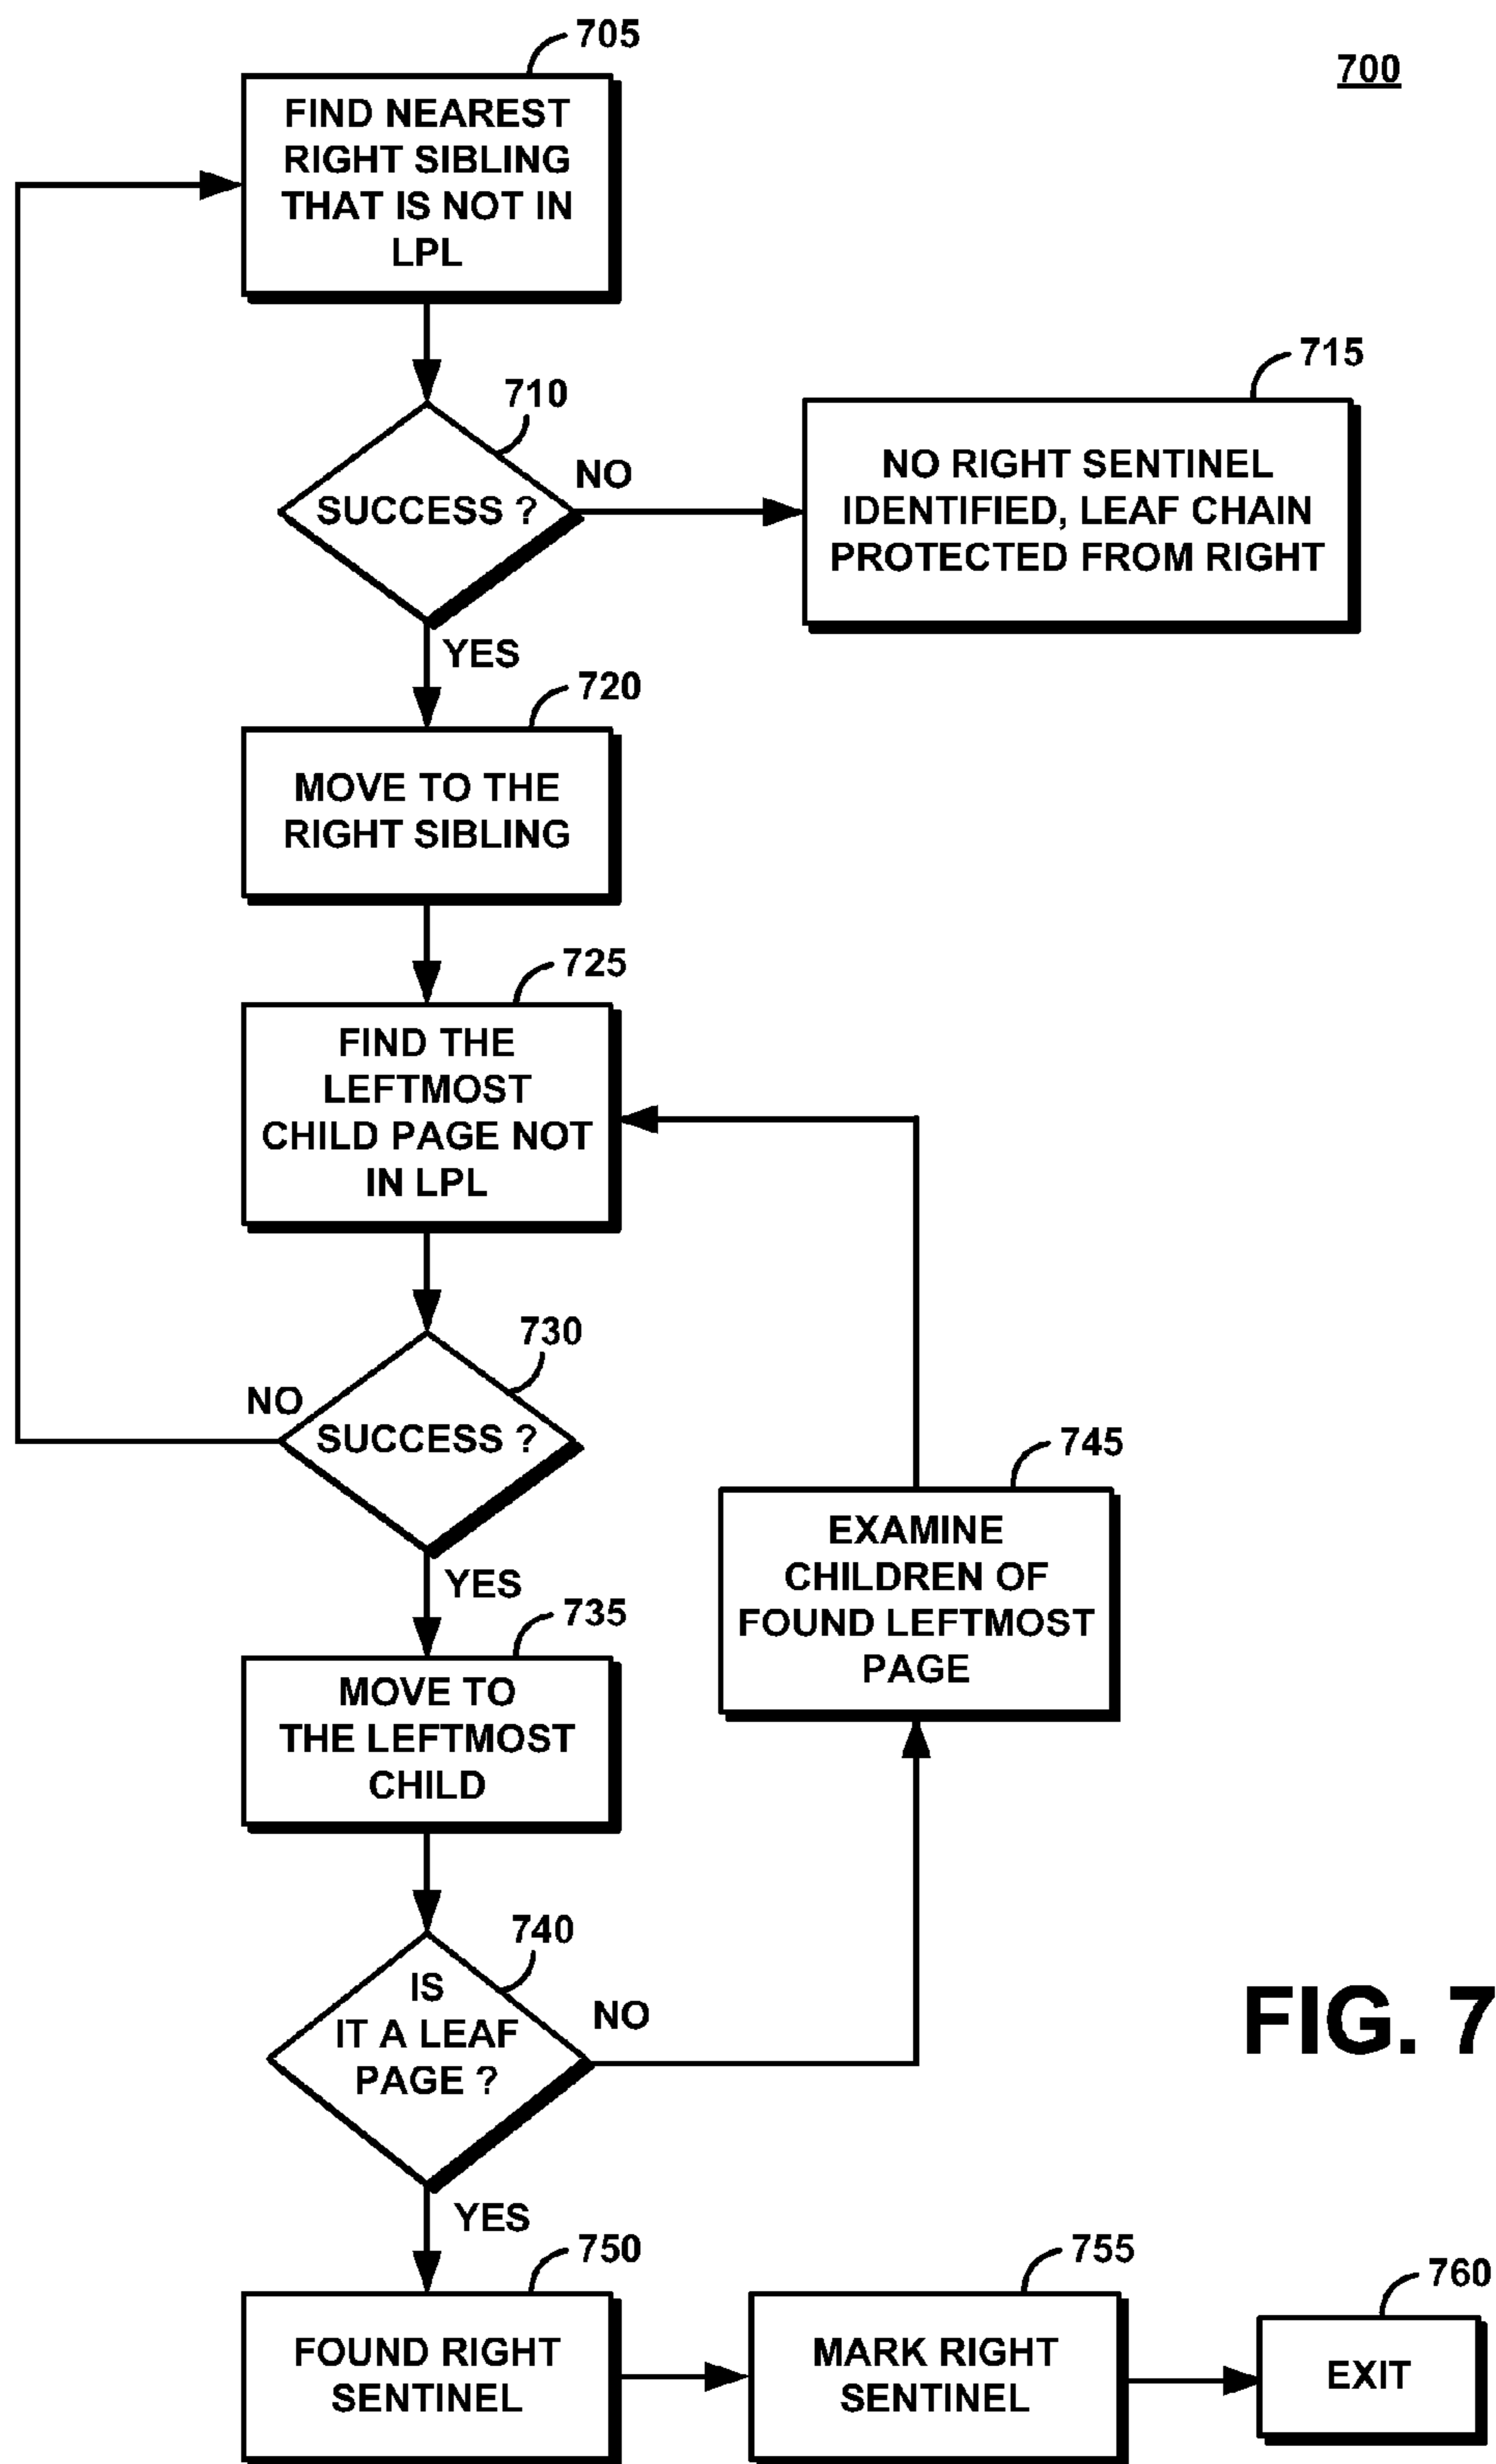 705
700
FIND NEAREST
RIGHT SIBLING
THAT IS NOT IN
LPL
715
710
NO
NO RIGHT SENTINEL
IDENTIFIED, LEAF CHAIN
PROTECTED FROM RIGHT
SUCCESS ?
YES
720
MOVE TO THE
RIGHT SIBLING
725
FIND THE
LEFTMOST
CHILD PAGE NOT
IN LPL
730
NO
SUCCESS ?
745
EXAMINE
CHILDREN OF
FOUND LEFTMOST
PAGE
YES
735
MOVE TO
THE LEFTMOST
CHILD
740
IS
IT A LEAF
PAGE ?
NO
FIG. 7
YES
750
755
760
FOUND RIGHT
SENTINEL
MARK RIGHT
SENTINEL
EXIT